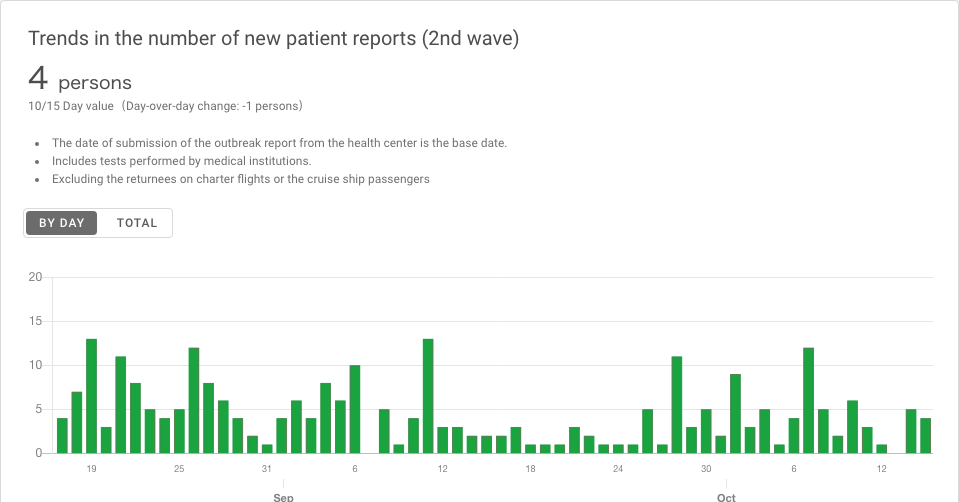 Trends in the number of new patient reports (2nd wave)
4 persons
10/15 Day value（Day-over-day change: -1 persons）
• The date of submission of the outbreak report from the health center is the base date.
• Includes tests performed by medical institutions.
• Excluding the returnees on charter flights or the cruise ship passengers
BY DAY TOTAL
20
15
10
5
0
19 25 31 6 12 18 24 30 6 12
Sep Oct